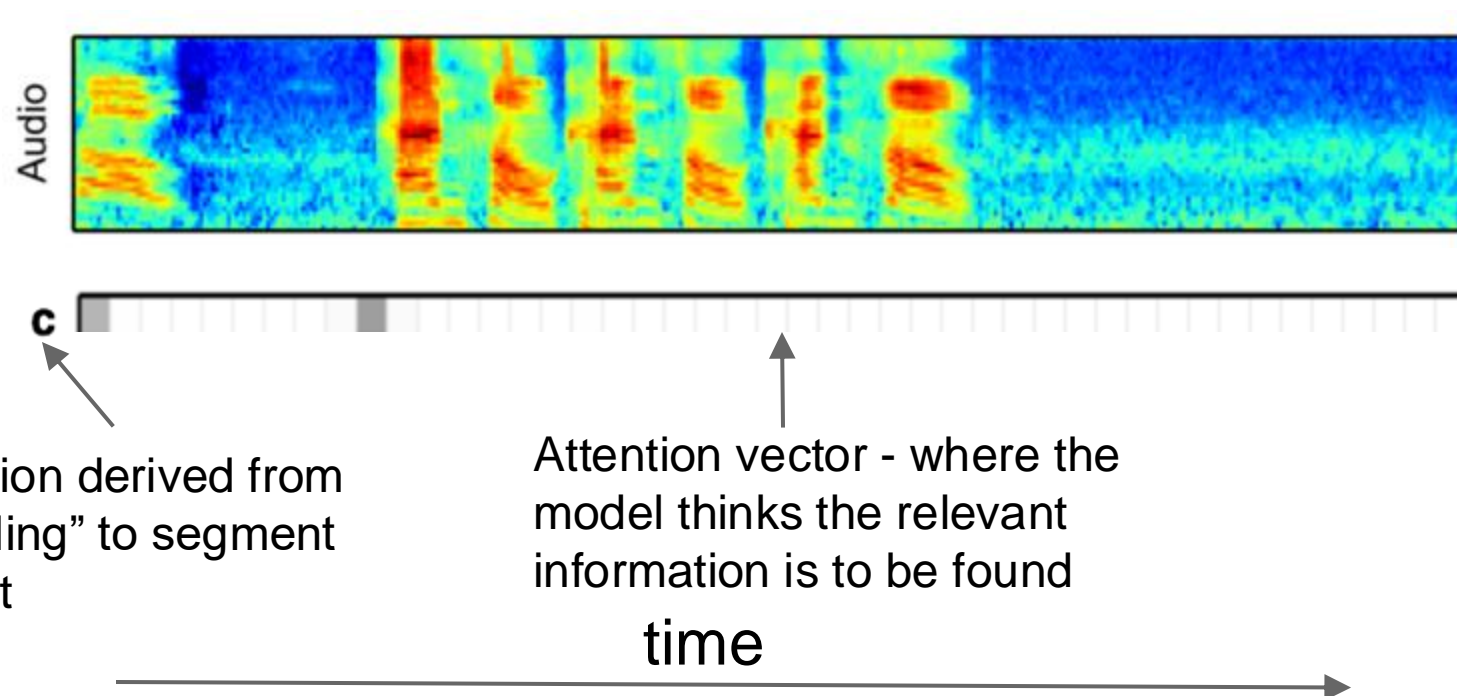 Audio
c
ion derived from
ling” to segment
t
Attention vector - where the
model thinks the relevant
information is to be found
time